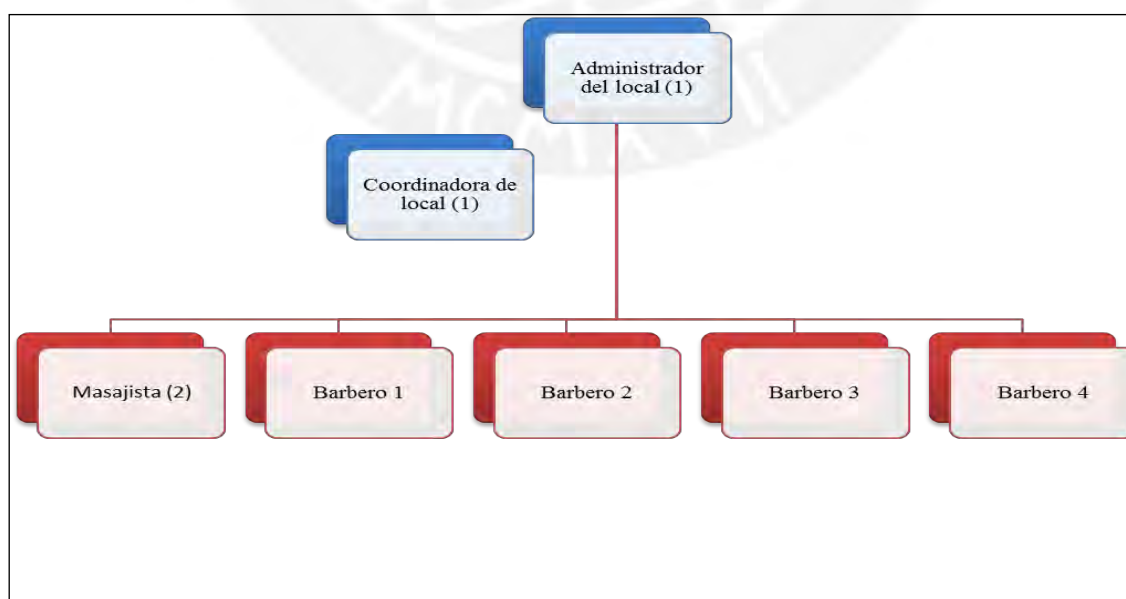 Administrador
del local (1)
Coordinadora de
local (1)
Masajista (2)
Barbero 1
Barbero 2
Barbero 3
Barbero 4